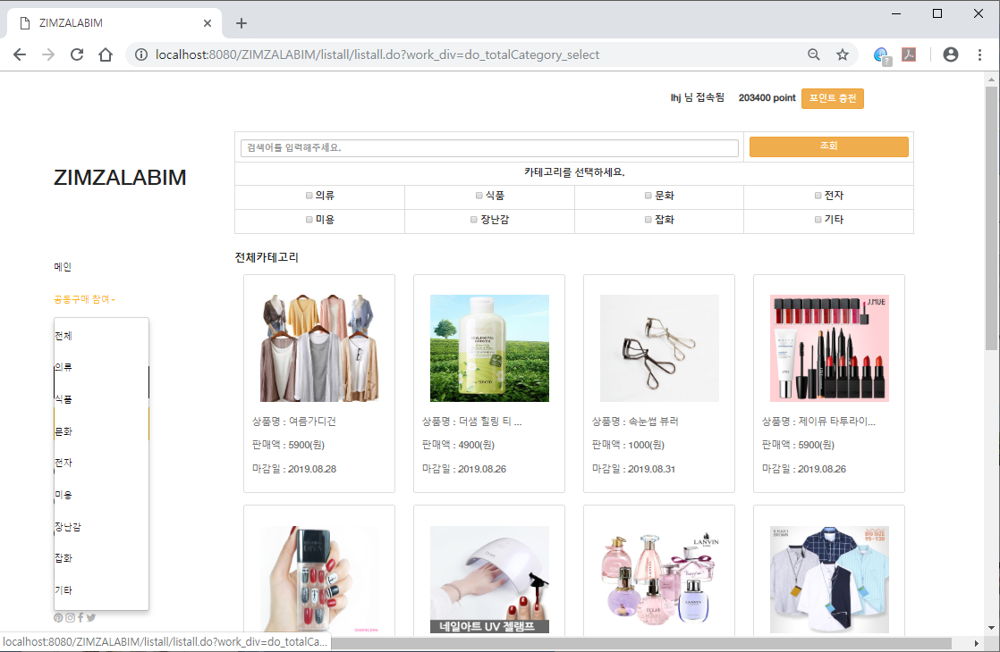 ZIMZALABIM
localhost:8080/ZIMZALABIM/listall/listall.do?work_div=do_totalCategory_select
lhj 님 접속됨 203400 point 포인트 충전
검색어를 입력해주세요. 조회
카테고리를 선택하세요.
의류 식품 문화 전자
미용 장난감 잡화 기타
ZIMZALABIM
메인
공동구매 참여
전체
의류
식품
문화
전자
미용
장난감
잡화
기타
전체카테고리
J.MUE
상품명 : 여름가디건
판매액 : 5900(원)
마감일 : 2019.08.28
상품명 : 더샘 힐링 티 ...
판매액 : 4900(원)
마감일 : 2019.08.26
상품명 : 속눈썹 뷰러
판매액 : 1000(원)
마감일 : 2019.08.31
상품명 : 제이뮤 타투라이...
판매액 : 5900(원)
마감일 : 2019.08.26
DIVA
네일아트 UV 젤램프
LANVIN
BIG SIZE
95-130
localhost:8080/ZIMZALABIM/listall/listall.do?work_div=do_totalCa...